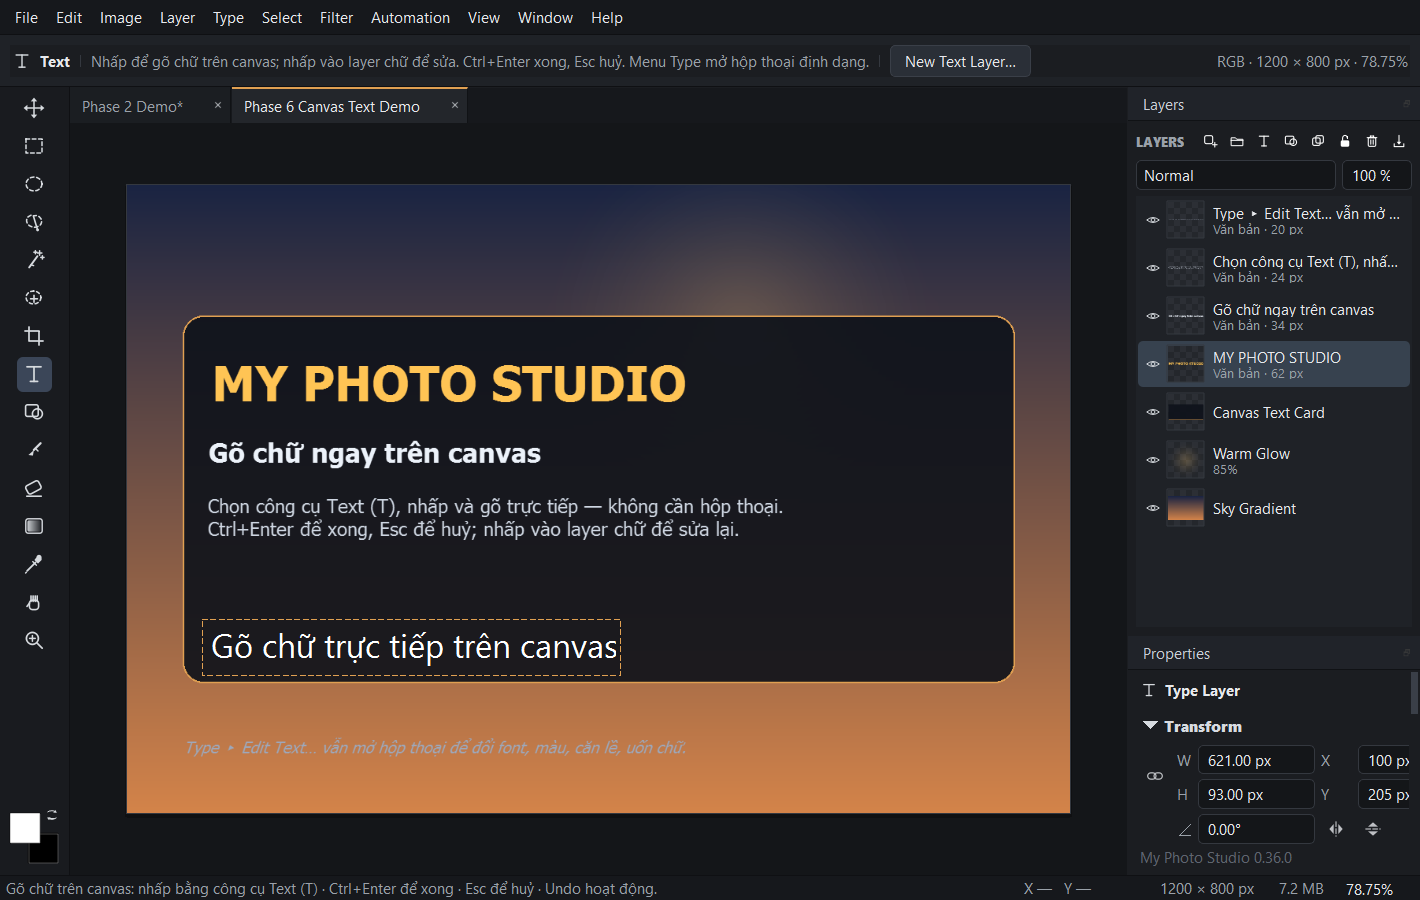 File Edit Image Layer Type Select Filter Automation View Window Help
Text Nhấp để gõ chữ trên canvas; nhấp vào layer chữ để sửa. Ctrl+Enter xong, Esc huỷ. Menu Type mở hộp thoại định dạng. New Text Layer... RGB · 1200 × 800 px · 78.75%
Phase 2 Demo* × Phase 6 Canvas Text Demo ×
MY PHOTO STUDIO
Gõ chữ ngay trên canvas
Chọn công cụ Text (T), nhấp và gõ trực tiếp — không cần hộp thoại.
Ctrl+Enter để xong, Esc để huỷ; nhấp vào layer chữ để sửa lại.
Gõ chữ trực tiếp trên canvas
Type ▸ Edit Text... vẫn mở hộp thoại để đổi font, màu, căn lề, uốn chữ.
Layers
LAYERS
Normal 100 %
Type ▸ Edit Text... vẫn mở ...
Văn bản · 20 px
Chọn công cụ Text (T), nhấ...
Văn bản · 24 px
Gõ chữ ngay trên canvas
Văn bản · 34 px
MY PHOTO STUDIO
Văn bản · 62 px
Canvas Text Card
Warm Glow
85%
Sky Gradient
Properties
Type Layer
Transform
W 621.00 px X 100 px
H 93.00 px Y 205 px
0.00°
My Photo Studio 0.36.0
Gõ chữ trên canvas: nhấp bằng công cụ Text (T) · Ctrl+Enter để xong · Esc để huỷ · Undo hoạt động. X — Y — 1200 × 800 px 7.2 MB 78.75%